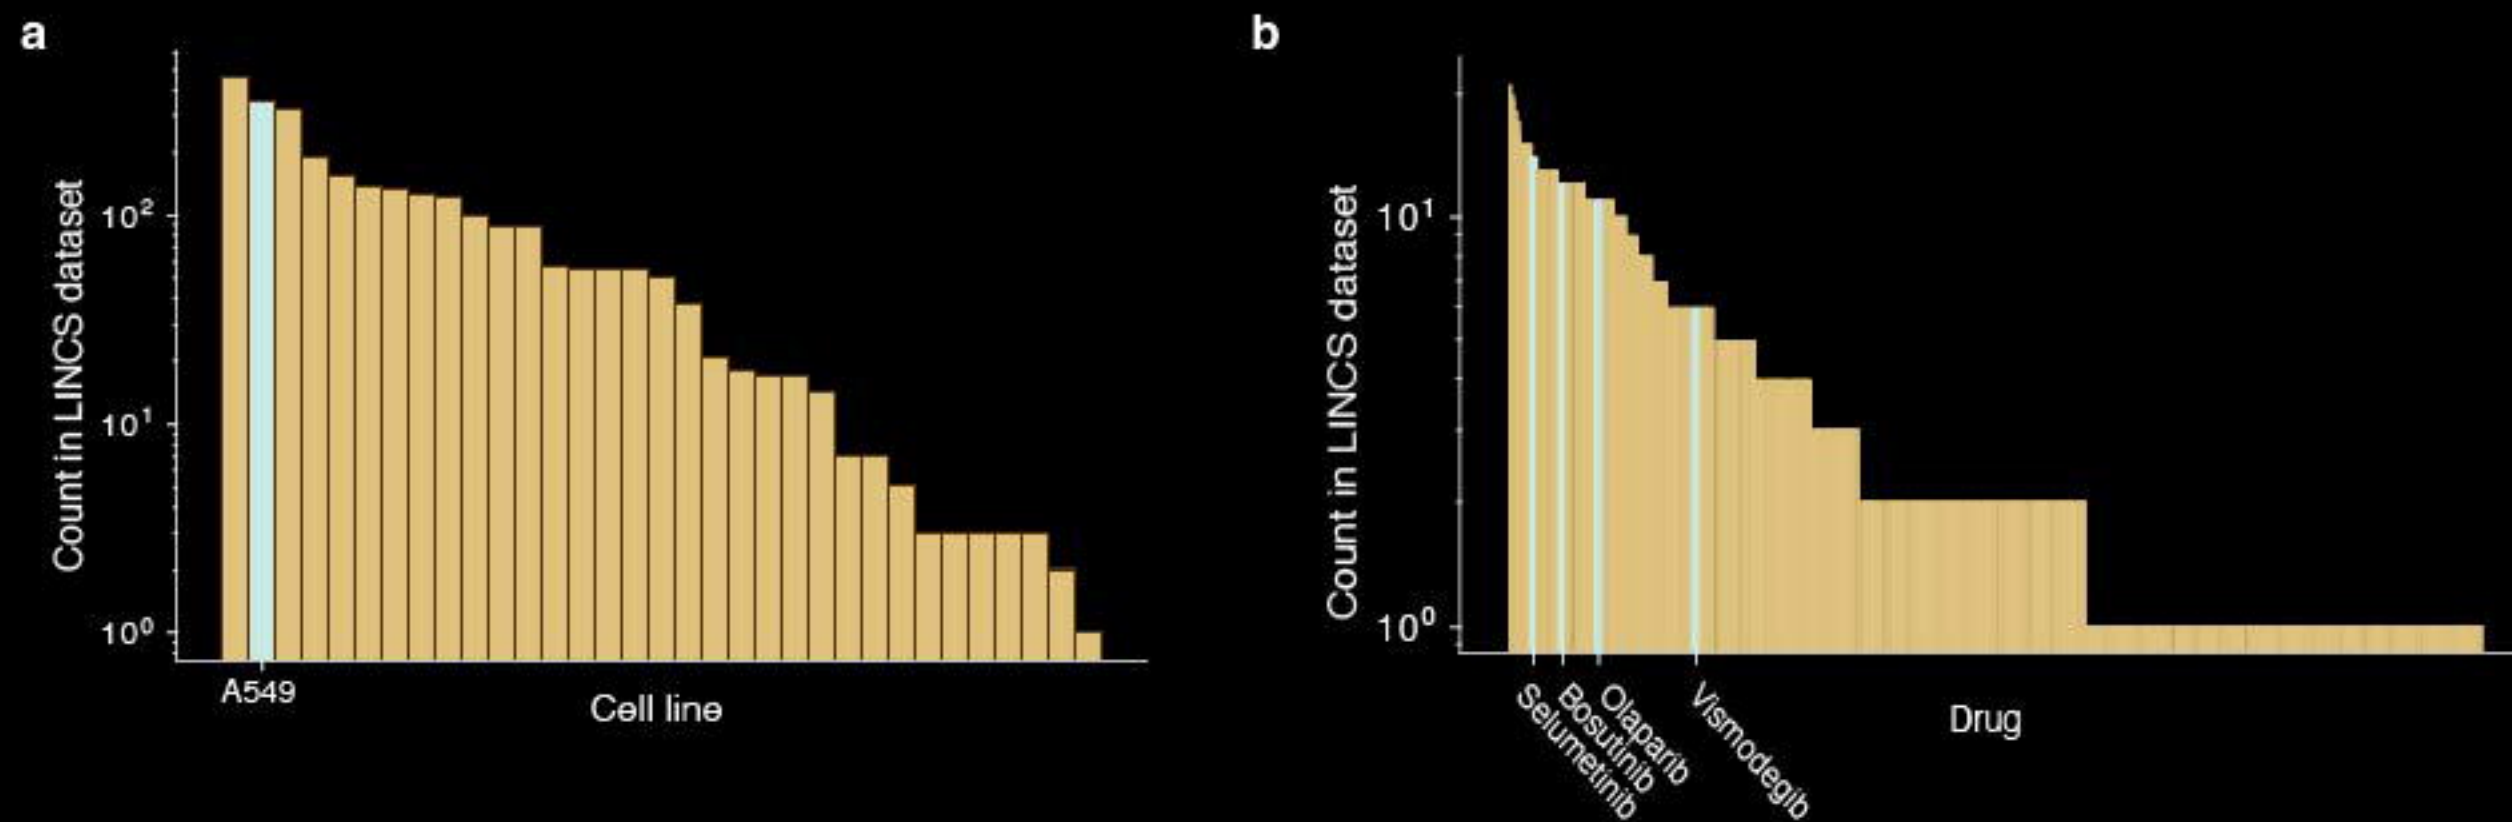 a
Count in LINCS dataset
10²
10¹
10⁰
A549
Cell line
b
Count in LINCS dataset
10¹
10⁰
Selumetinib
Bosutinib
Olaparib
Vismodegib
Drug